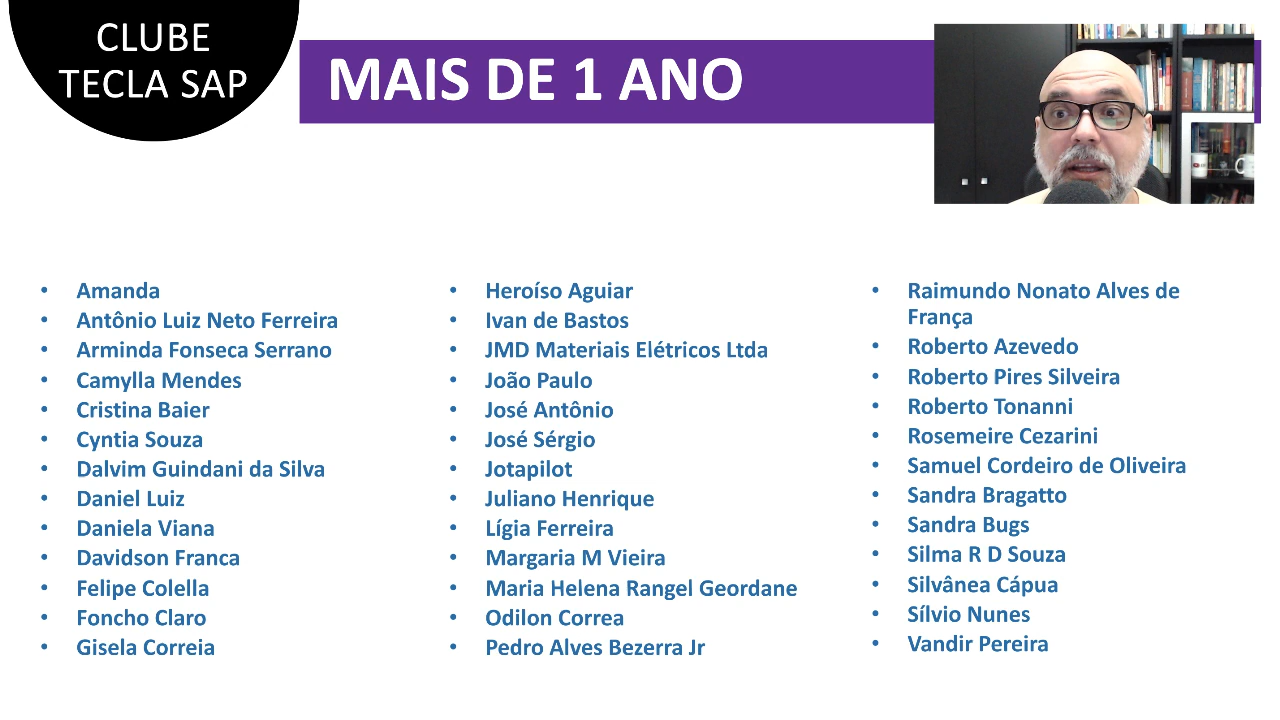 CLUBE
TECLA SAP
MAIS DE 1 ANO
• Amanda
• Antônio Luiz Neto Ferreira
• Arminda Fonseca Serrano
• Camylla Mendes
• Cristina Baier
• Cyntia Souza
• Dalvim Guindani da Silva
• Daniel Luiz
• Daniela Viana
• Davidson Franca
• Felipe Colella
• Foncho Claro
• Gisela Correia
• Heroíso Aguiar
• Ivan de Bastos
• JMD Materiais Elétricos Ltda
• João Paulo
• José Antônio
• José Sérgio
• Jotapilot
• Juliano Henrique
• Lígia Ferreira
• Margaria M Vieira
• Maria Helena Rangel Geordane
• Odilon Correa
• Pedro Alves Bezerra Jr
• Raimundo Nonato Alves de
França
• Roberto Azevedo
• Roberto Pires Silveira
• Roberto Tonanni
• Rosemeire Cezarini
• Samuel Cordeiro de Oliveira
• Sandra Bragatto
• Sandra Bugs
• Silma R D Souza
• Silvânea Cápua
• Sílvio Nunes
• Vandir Pereira